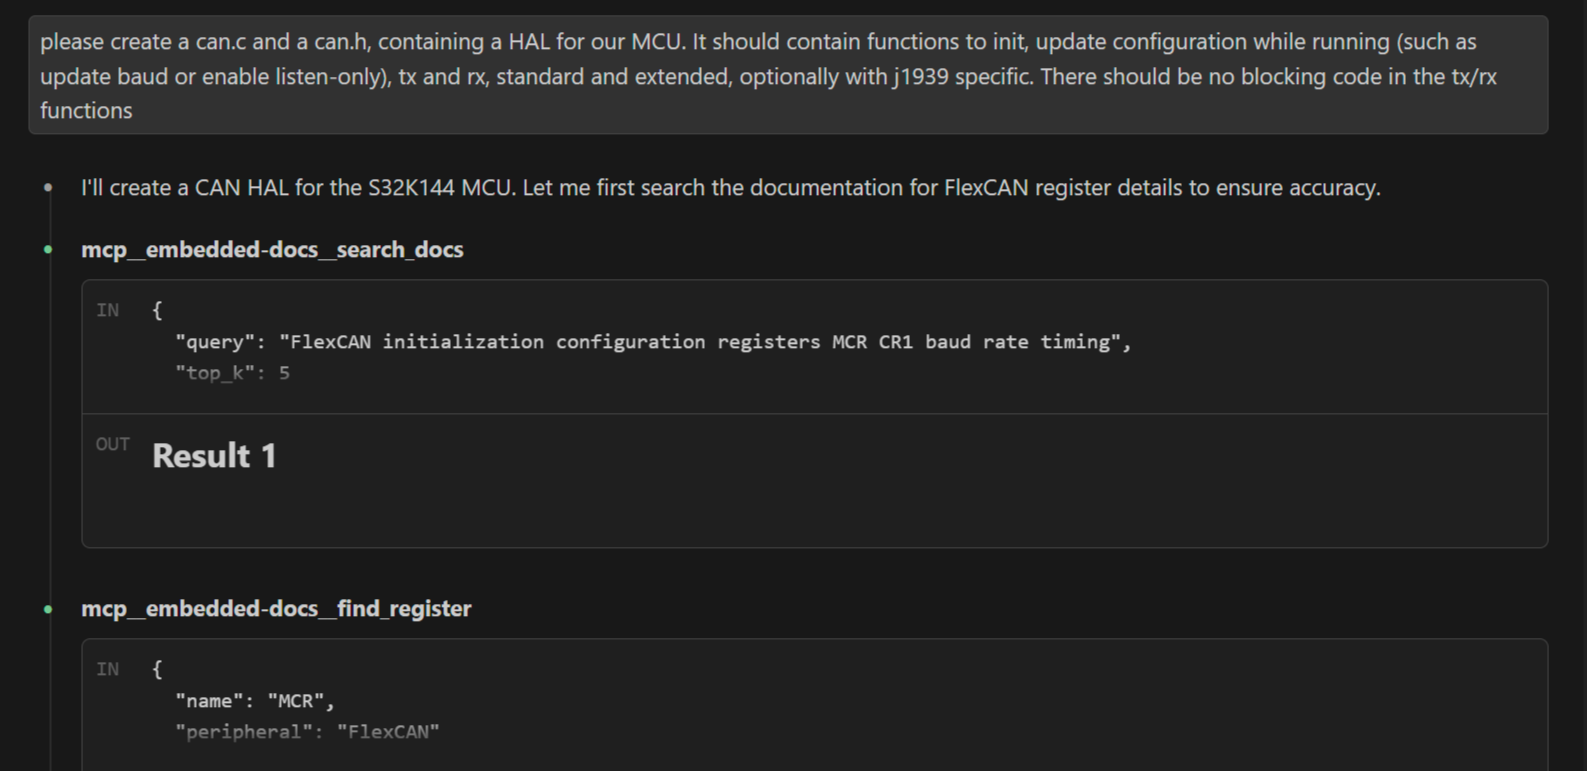 please create a can.c and a can.h, containing a HAL for our MCU. It should contain functions to init, update configuration while running (such as
update baud or enable listen-only), tx and rx, standard and extended, optionally with j1939 specific. There should be no blocking code in the tx/rx
functions
I'll create a CAN HAL for the S32K144 MCU. Let me first search the documentation for FlexCAN register details to ensure accuracy.
mcp__embedded-docs__search_docs
IN {
"query": "FlexCAN initialization configuration registers MCR CR1 baud rate timing",
"top_k": 5
OUT Result 1
mcp__embedded-docs__find_register
IN {
"name": "MCR",
"peripheral": "FlexCAN"